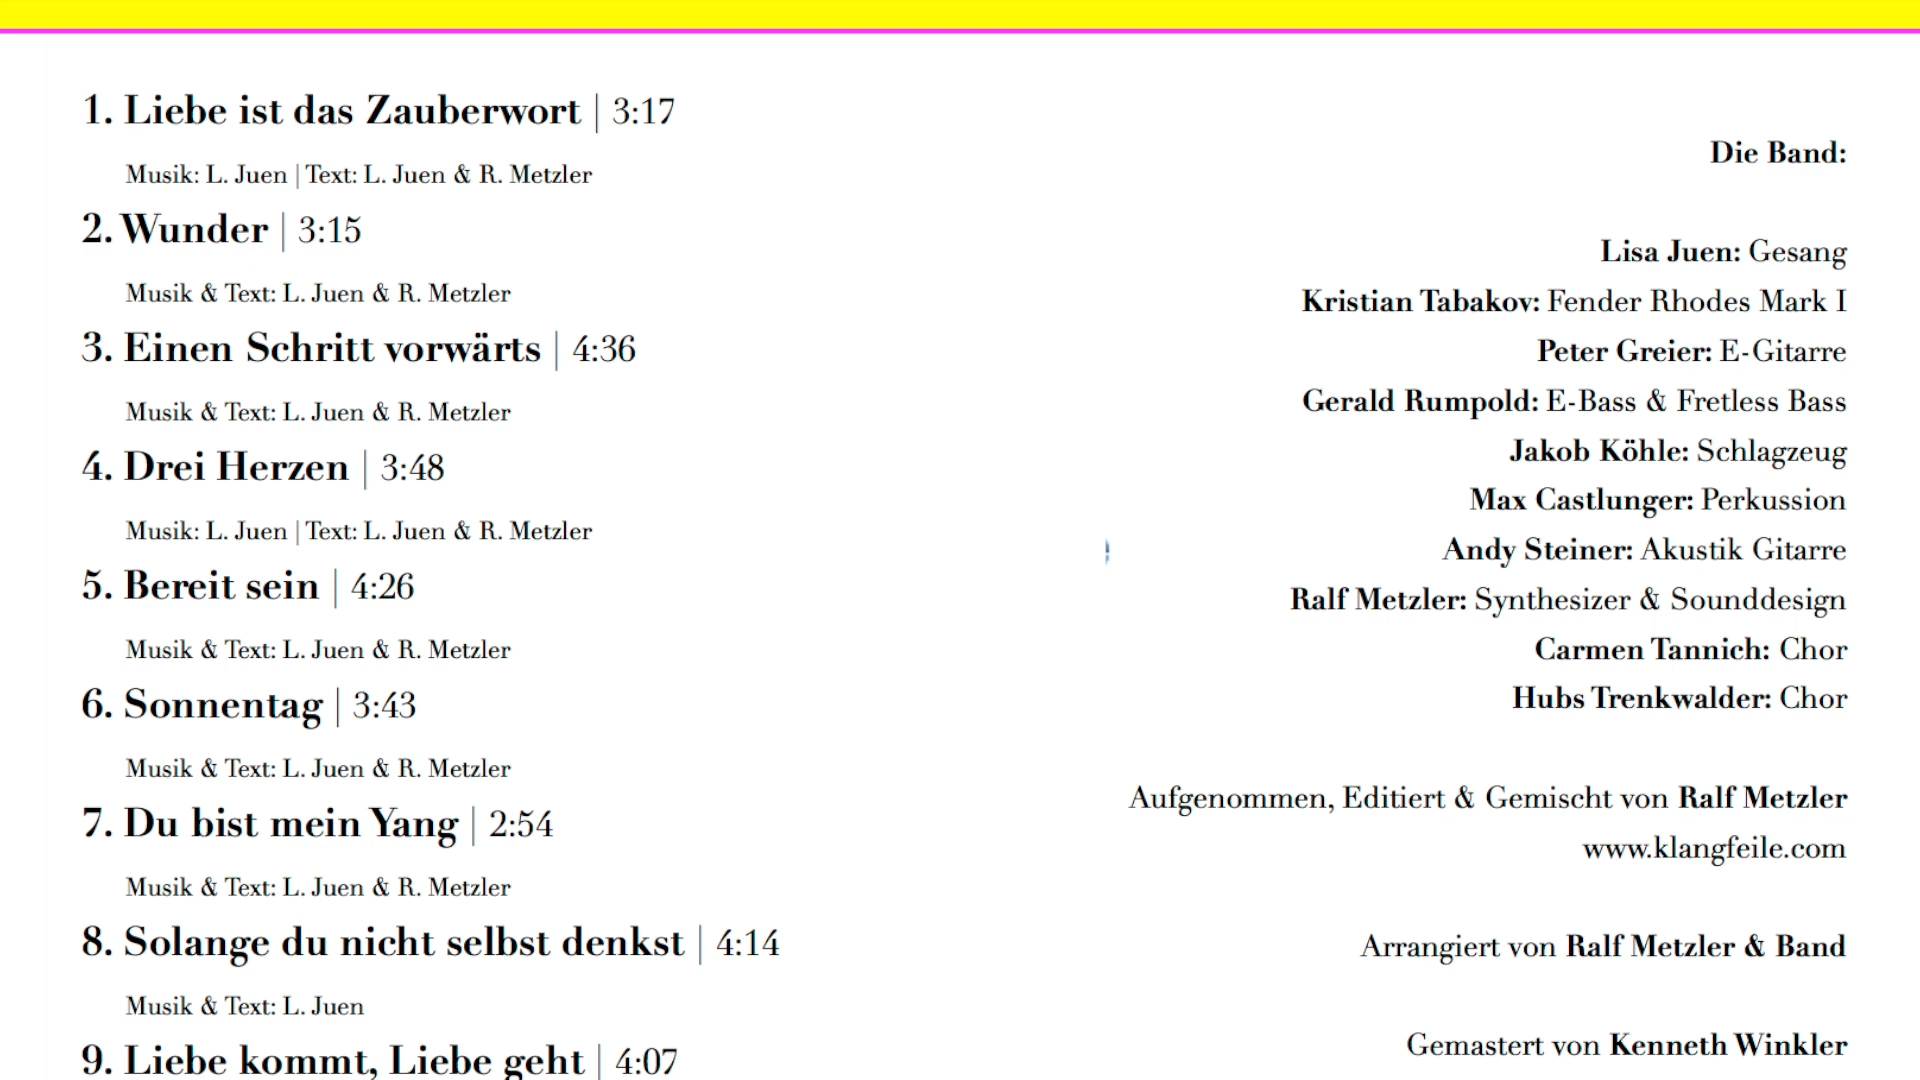 1. Liebe ist das Zauberwort | 3:17
Musik: L. Juen | Text: L. Juen & R. Metzler
2. Wunder | 3:15
Musik & Text: L. Juen & R. Metzler
3. Einen Schritt vorwärts | 4:36
Musik & Text: L. Juen & R. Metzler
4. Drei Herzen | 3:48
Musik: L. Juen | Text: L. Juen & R. Metzler
5. Bereit sein | 4:26
Musik & Text: L. Juen & R. Metzler
6. Sonnentag | 3:43
Musik & Text: L. Juen & R. Metzler
7. Du bist mein Yang | 2:54
Musik & Text: L. Juen & R. Metzler
8. Solange du nicht selbst denkst | 4:14
Musik & Text: L. Juen
9. Liebe kommt, Liebe geht | 4:07
Die Band:
Lisa Juen: Gesang
Kristian Tabakov: Fender Rhodes Mark I
Peter Greier: E-Gitarre
Gerald Rumpold: E-Bass & Fretless Bass
Jakob Köhle: Schlagzeug
Max Castlunger: Perkussion
Andy Steiner: Akustik Gitarre
Ralf Metzler: Synthesizer & Sounddesign
Carmen Tannich: Chor
Hubs Trenkwalder: Chor
Aufgenommen, Editiert & Gemischt von Ralf Metzler
www.klangfeile.com
Arrangiert von Ralf Metzler & Band
Gemastert von Kenneth Winkler